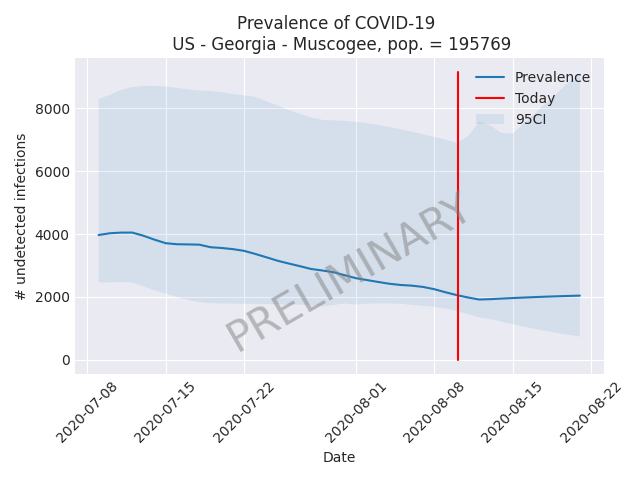 Prevalence of COVID-19
US - Georgia - Muscogee, pop. = 195769
Prevalence
Today
95CI
8000
6000
4000
2000
0
# undetected infections
PRELIMINARY
2020-07-08
2020-07-15
2020-07-22
2020-08-01
2020-08-08
2020-08-15
2020-08-22
Date